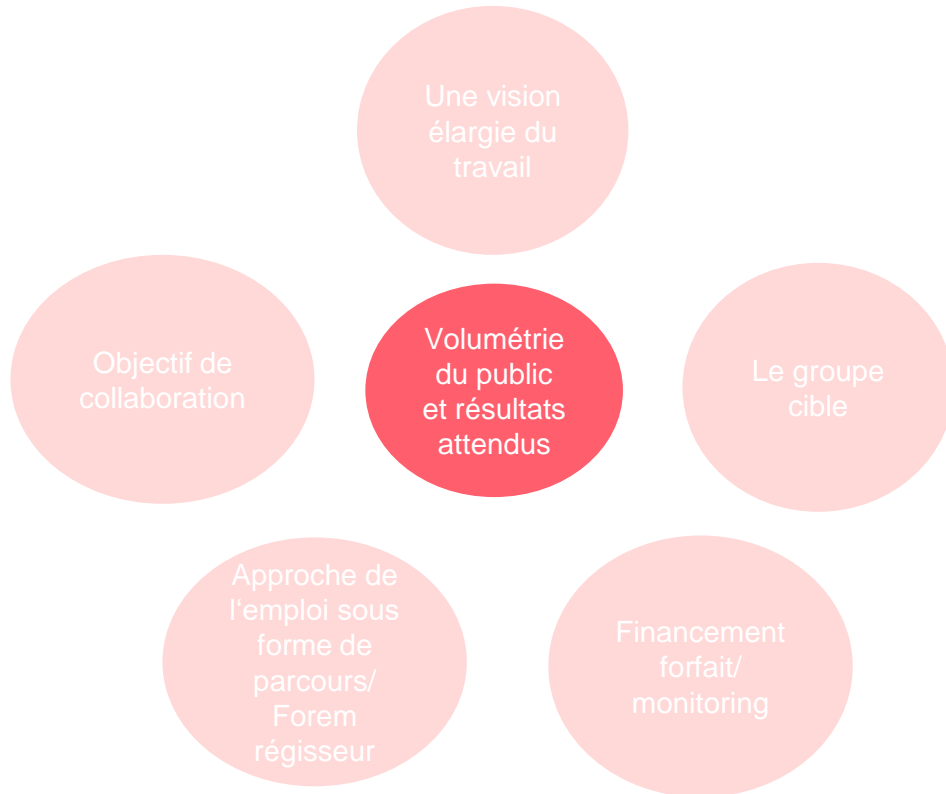 Une vision
élargie du
travail
Objectif de
collaboration
Volumétrie
du public
et résultats
attendus
Le groupe
cible
Approche de
l‘emploi sous
forme de
parcours/
Forem
régisseur
Financement
forfait/
monitoring